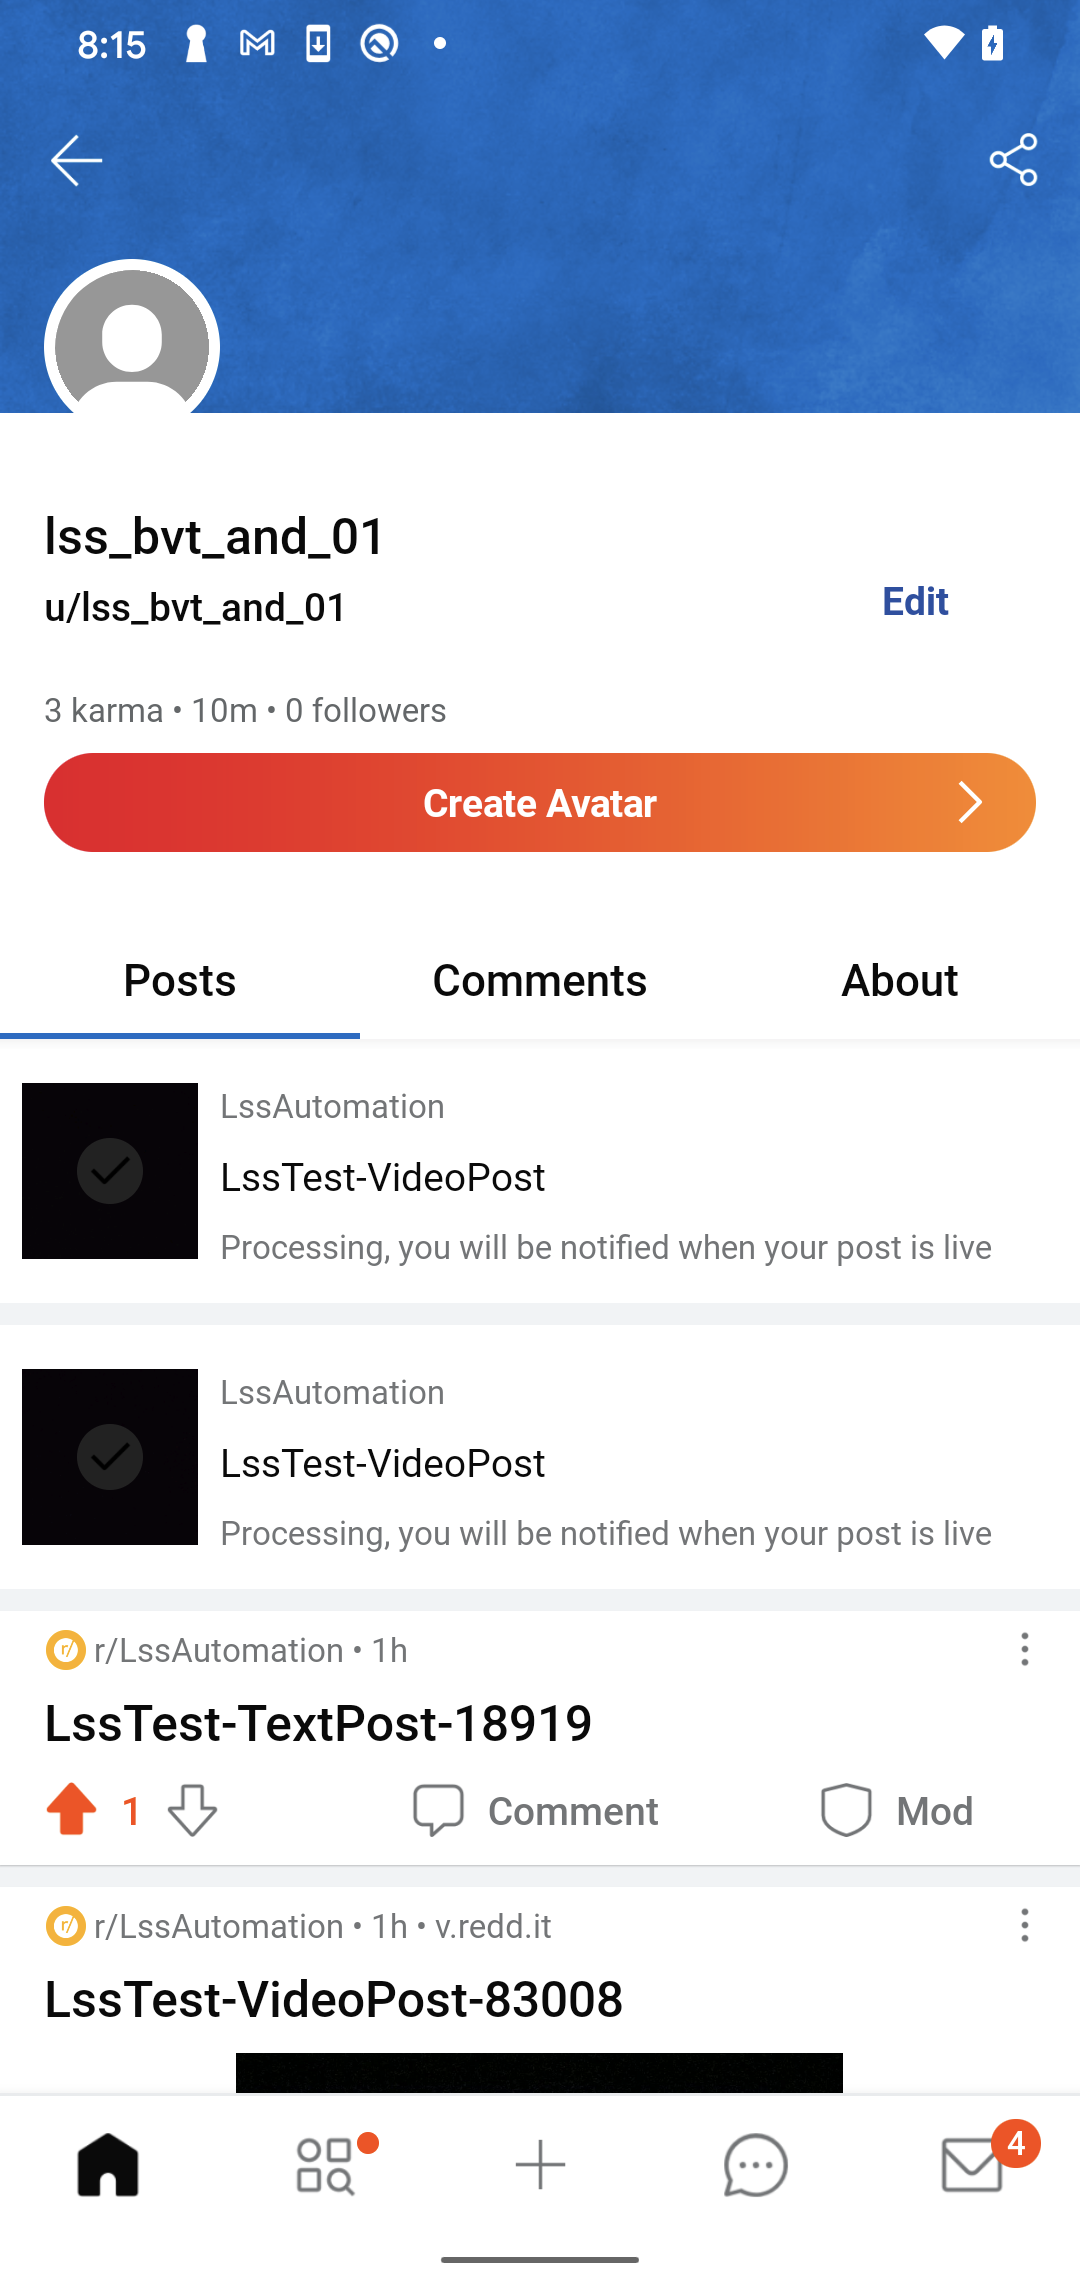 8:15
lss_bvt_and_01
u/lss_bvt_and_01
Edit
3 karma • 10m • 0 followers
Create Avatar
Posts
Comments
About
LssAutomation
LssTest-VideoPost
Processing, you will be notified when your post is live
LssAutomation
LssTest-VideoPost
Processing, you will be notified when your post is live
r/ r/LssAutomation • 1h
LssTest-TextPost-18919
1
Comment
Mod
r/ r/LssAutomation • 1h • v.redd.it
LssTest-VideoPost-83008
4